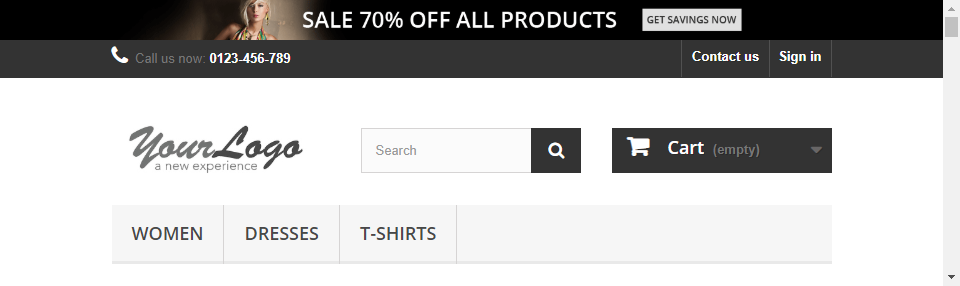 SALE 70% OFF ALL PRODUCTS GET SAVINGS NOW
Call us now: 0123-456-789 Contact us Sign in
YourLogo
a new experience
Search
Cart (empty)
WOMEN DRESSES T-SHIRTS